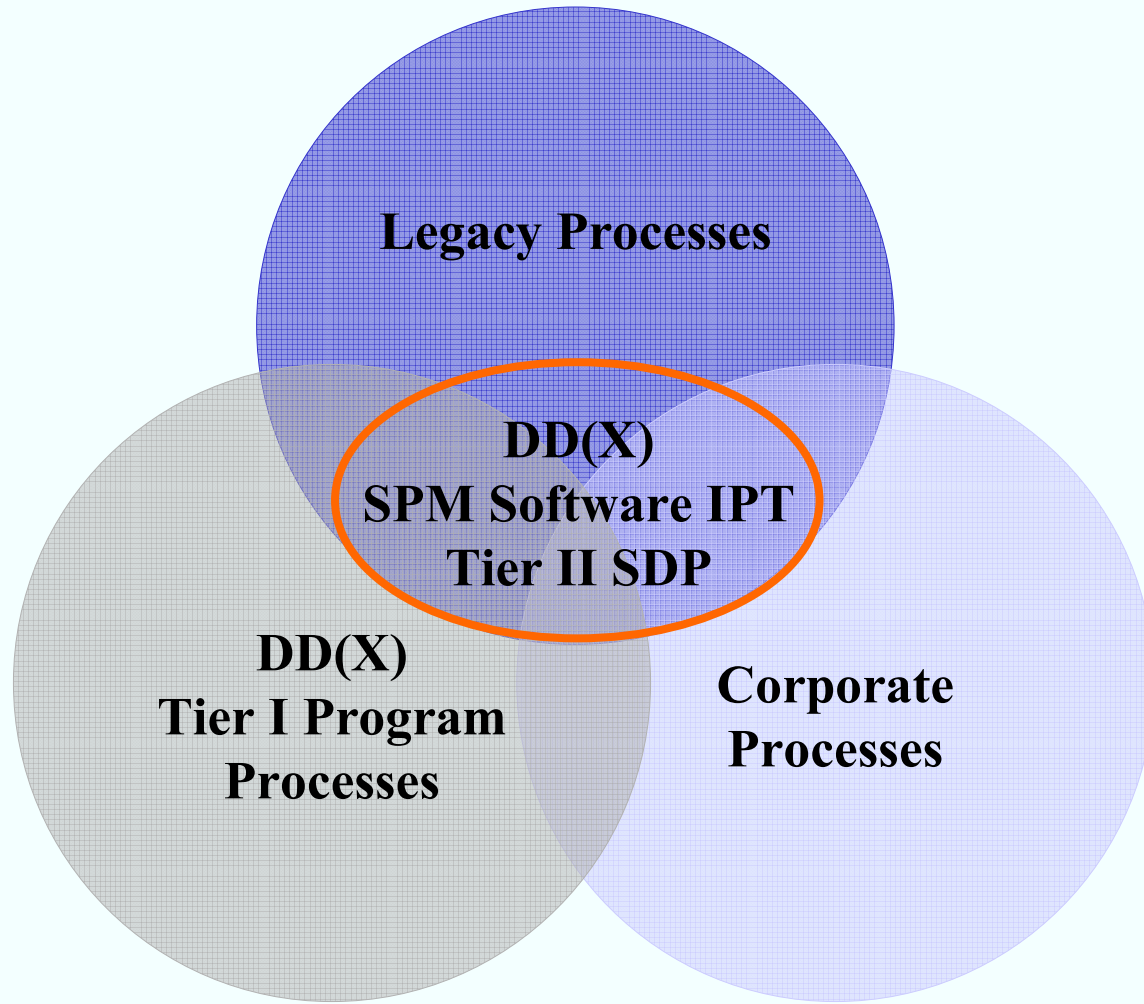 Legacy Processes
DD(X)
SPM Software IPT
Tier II SDP
DD(X)
Tier I Program
Processes
Corporate
Processes